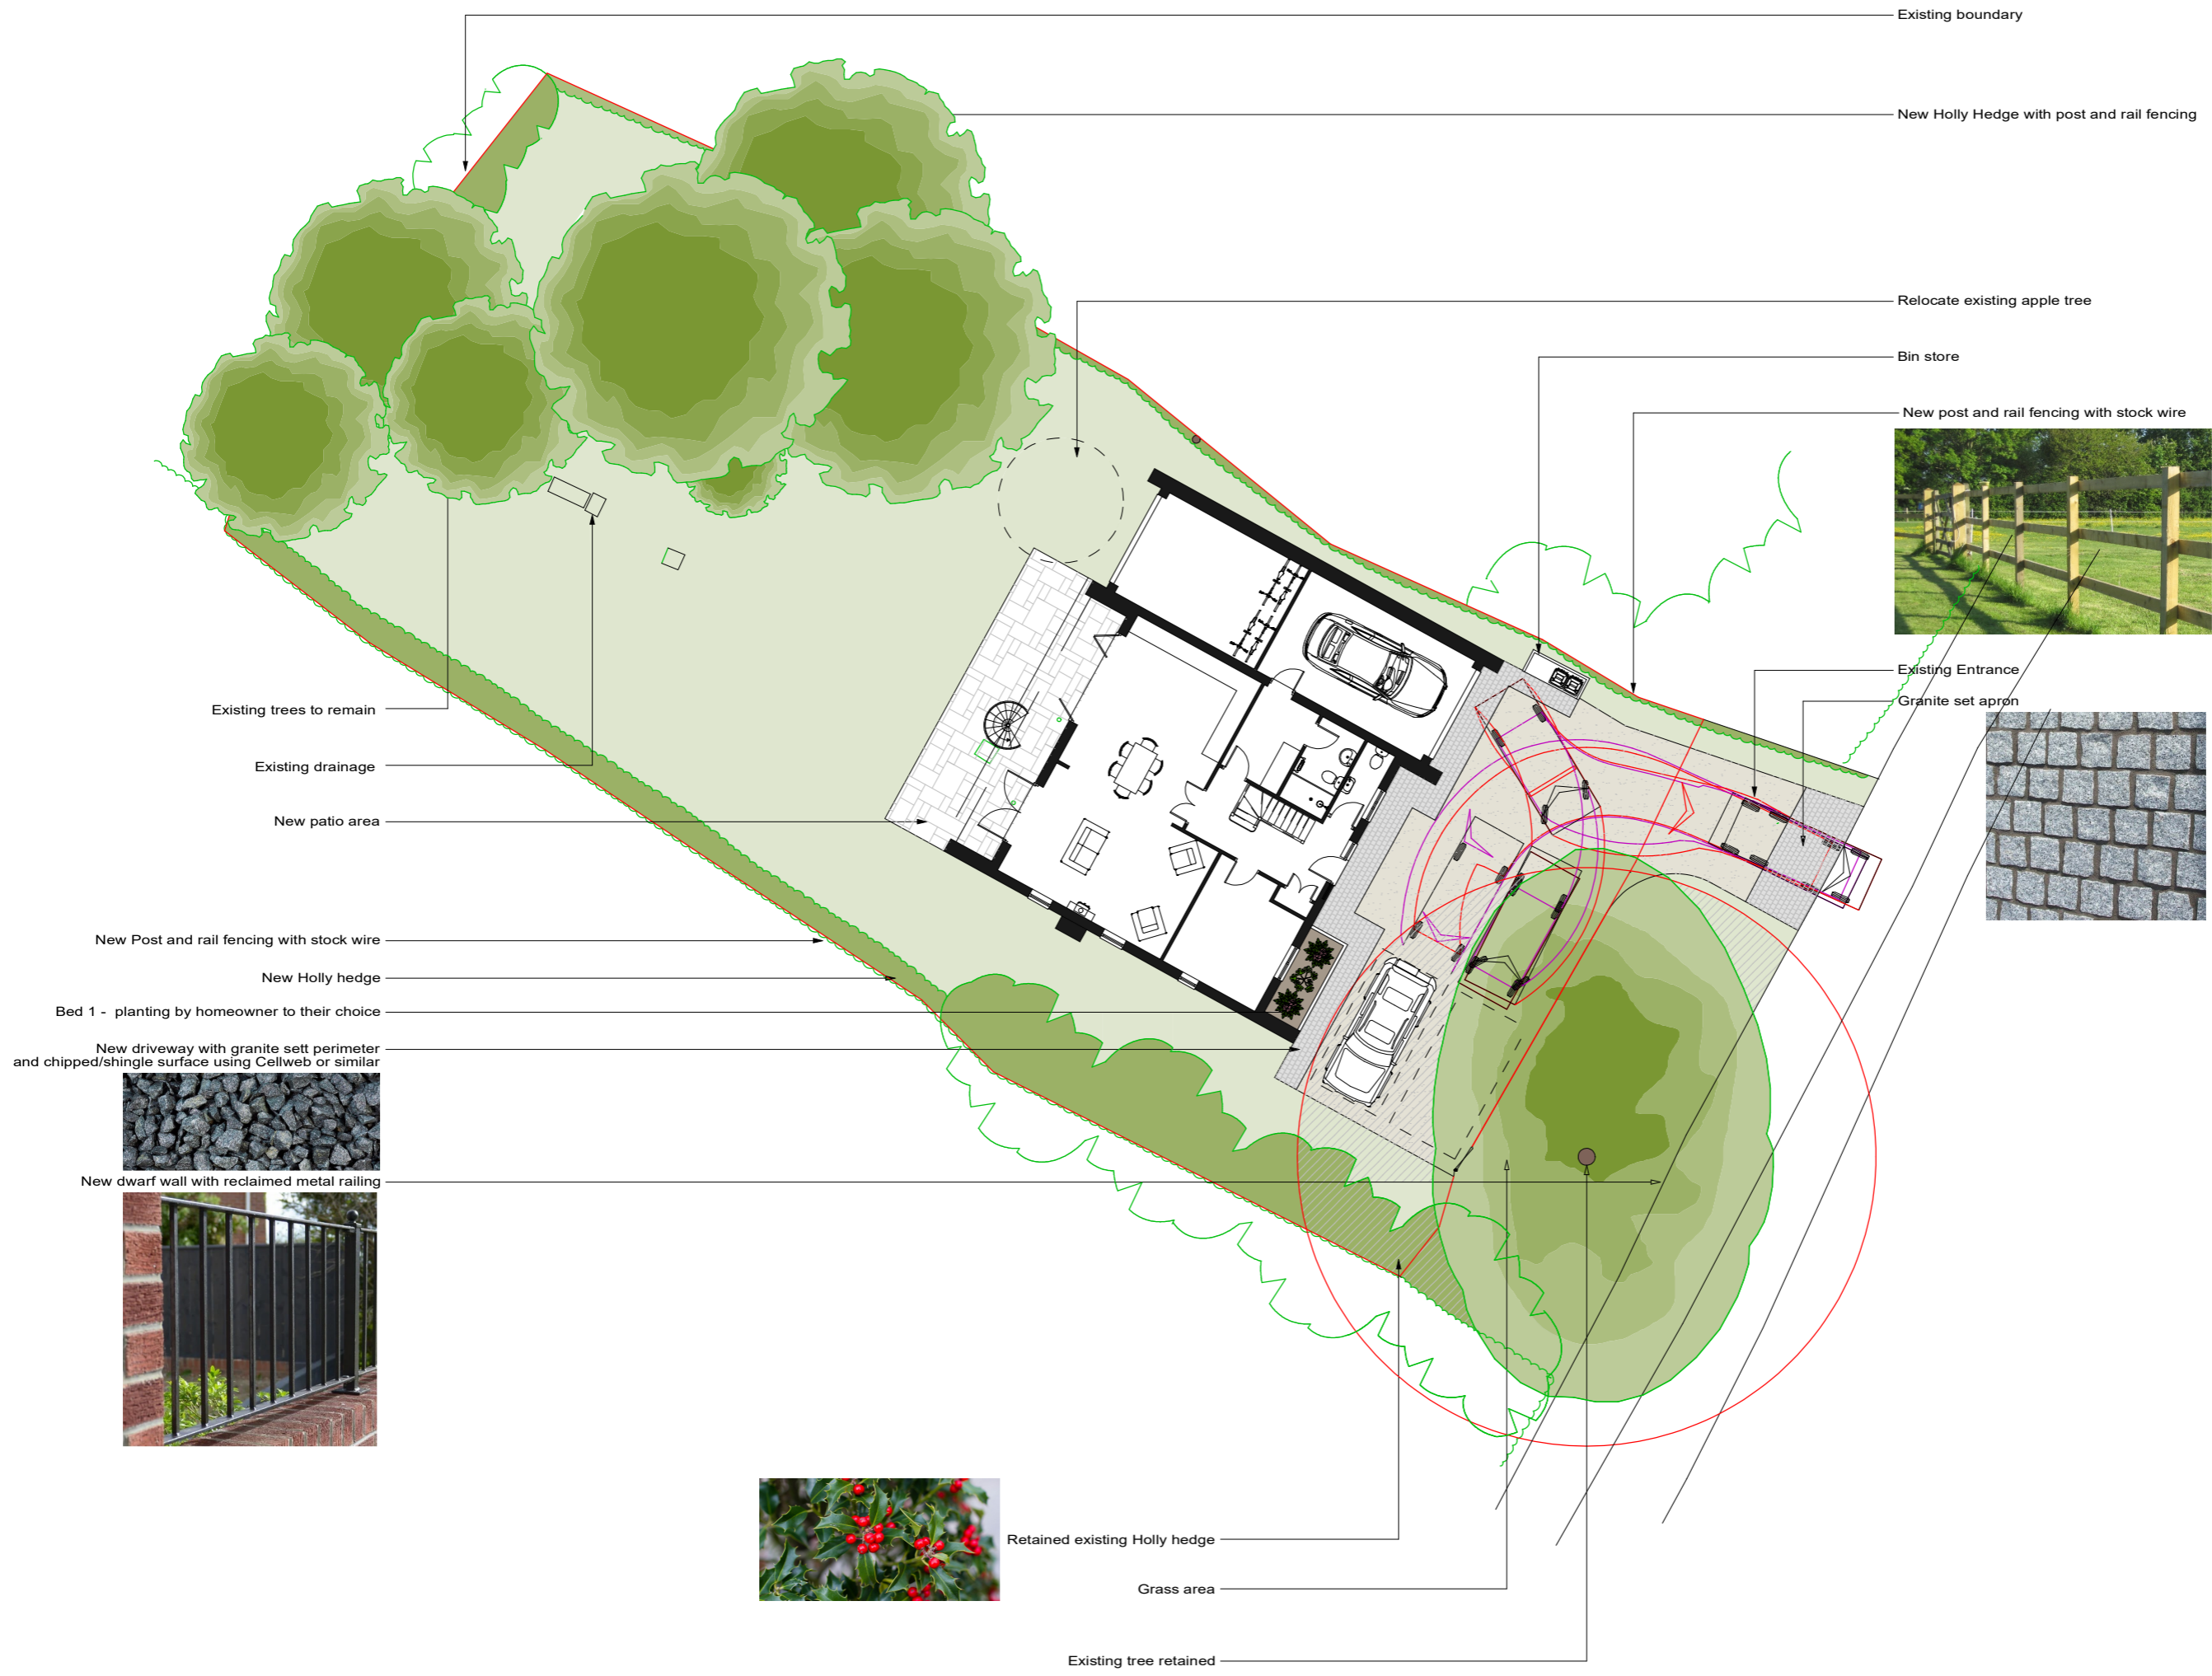 Existing boundary
New Holly Hedge with post and rail fencing
Relocate existing apple tree
Bin store
New post and rail fencing with stock wire
Existing Entrance
Granite set apron
Existing trees to remain
Existing drainage
New patio area
New Post and rail fencing with stock wire
New Holly hedge
Bed 1 - planting by homeowner to their choice
New driveway with granite sett perimeter
and chipped/shingle surface using Cellweb or similar
New dwarf wall with reclaimed metal railing
Retained existing Holly hedge
Grass area
Existing tree retained